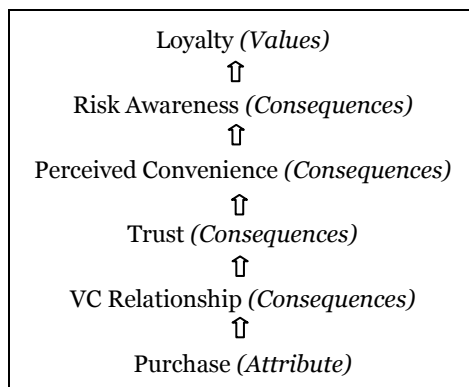 Loyalty (Values)
Risk Awareness (Consequences)
Perceived Convenience (Consequences)
Trust (Consequences)
VC Relationship (Consequences)
Purchase (Attribute)